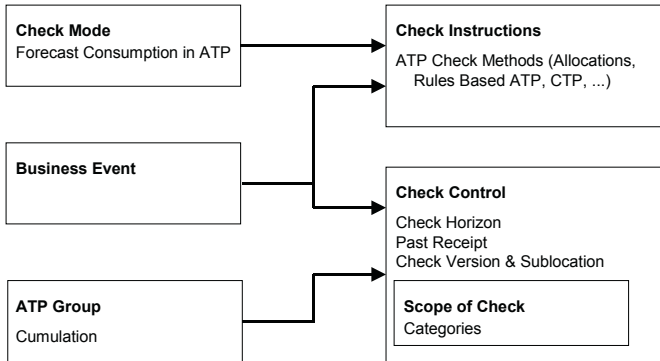 Check Mode
Forecast Consumption in ATP
Check Instructions
ATP Check Methods (Allocations,
Rules Based ATP, CTP, ...)
Business Event
Check Control
Check Horizon
Past Receipt
Check Version & Sublocation
ATP Group
Cumulation
Scope of Check
Categories